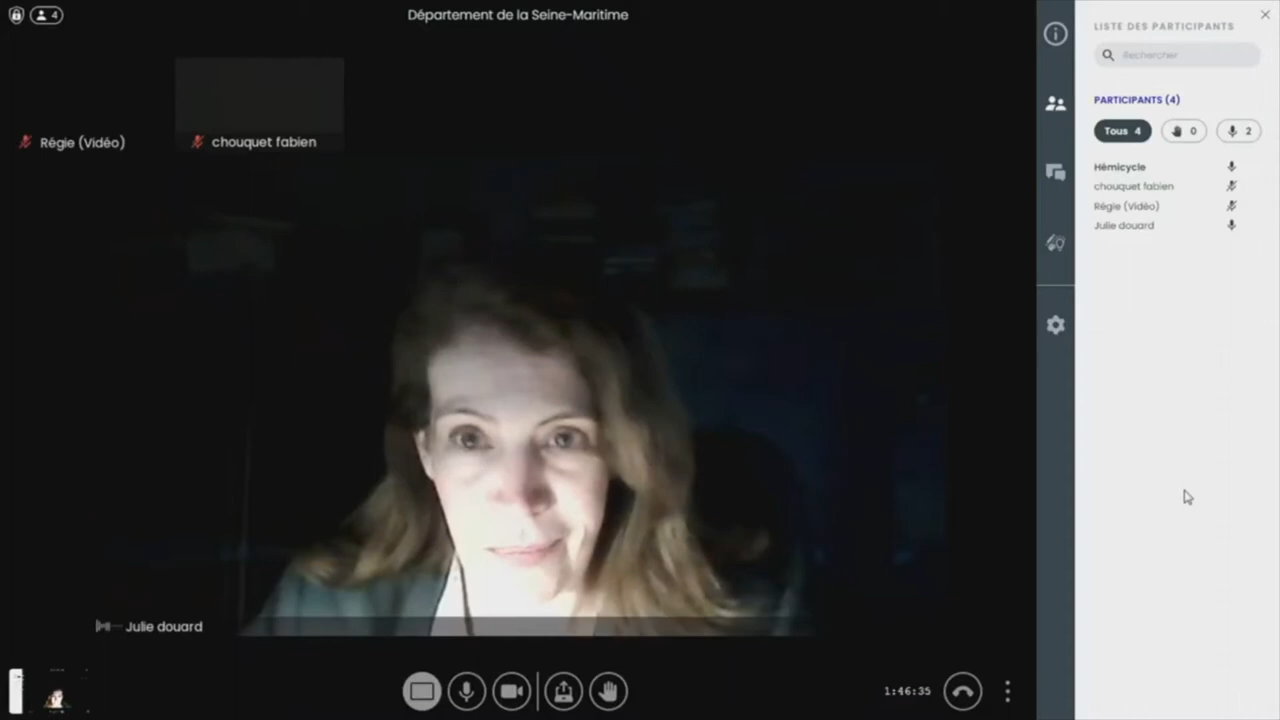 4
Département de la Seine-Maritime
Régie (Vidéo)
chouquet fabien
Julie douard
1:46:35
LISTE DES PARTICIPANTS
Rechercher
PARTICIPANTS (4)
Tous 4
0
2
Hémicycle
chouquet fabien
Régie (Vidéo)
Julie douard